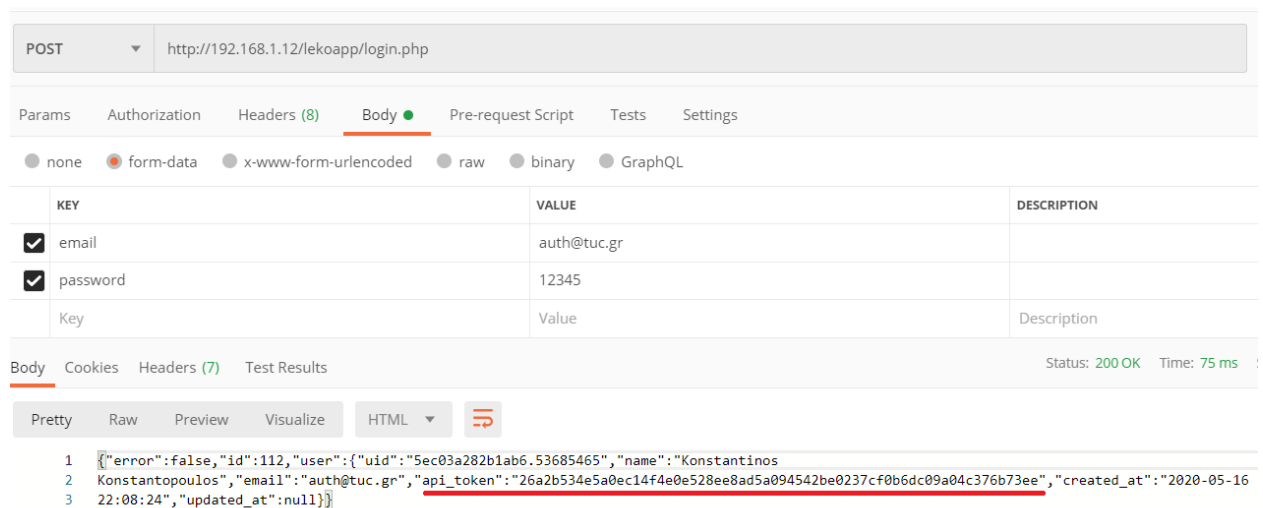 POST http://192.168.1.12/lekoapp/login.php
Params Authorization Headers (8) Body Pre-request Script Tests Settings
none form-data x-www-form-urlencoded raw binary GraphQL
KEY VALUE DESCRIPTION
email auth@tuc.gr
password 12345
Key Value Description
Body Cookies Headers (7) Test Results Status: 200 OK Time: 75 ms
Pretty Raw Preview Visualize HTML
1 {"error":false,"id":112,"user":{"uid":"5ec03a282b1ab6.53685465","name":"Konstantinos
2 Konstantopoulos","email":"auth@tuc.gr","api_token":"26a2b534e5a0ec14f4e0e528ee8ad5a094542be0237cf0b6dc09a04c376b73ee","created_at":"2020-05-16
3 22:08:24","updated_at":null}}